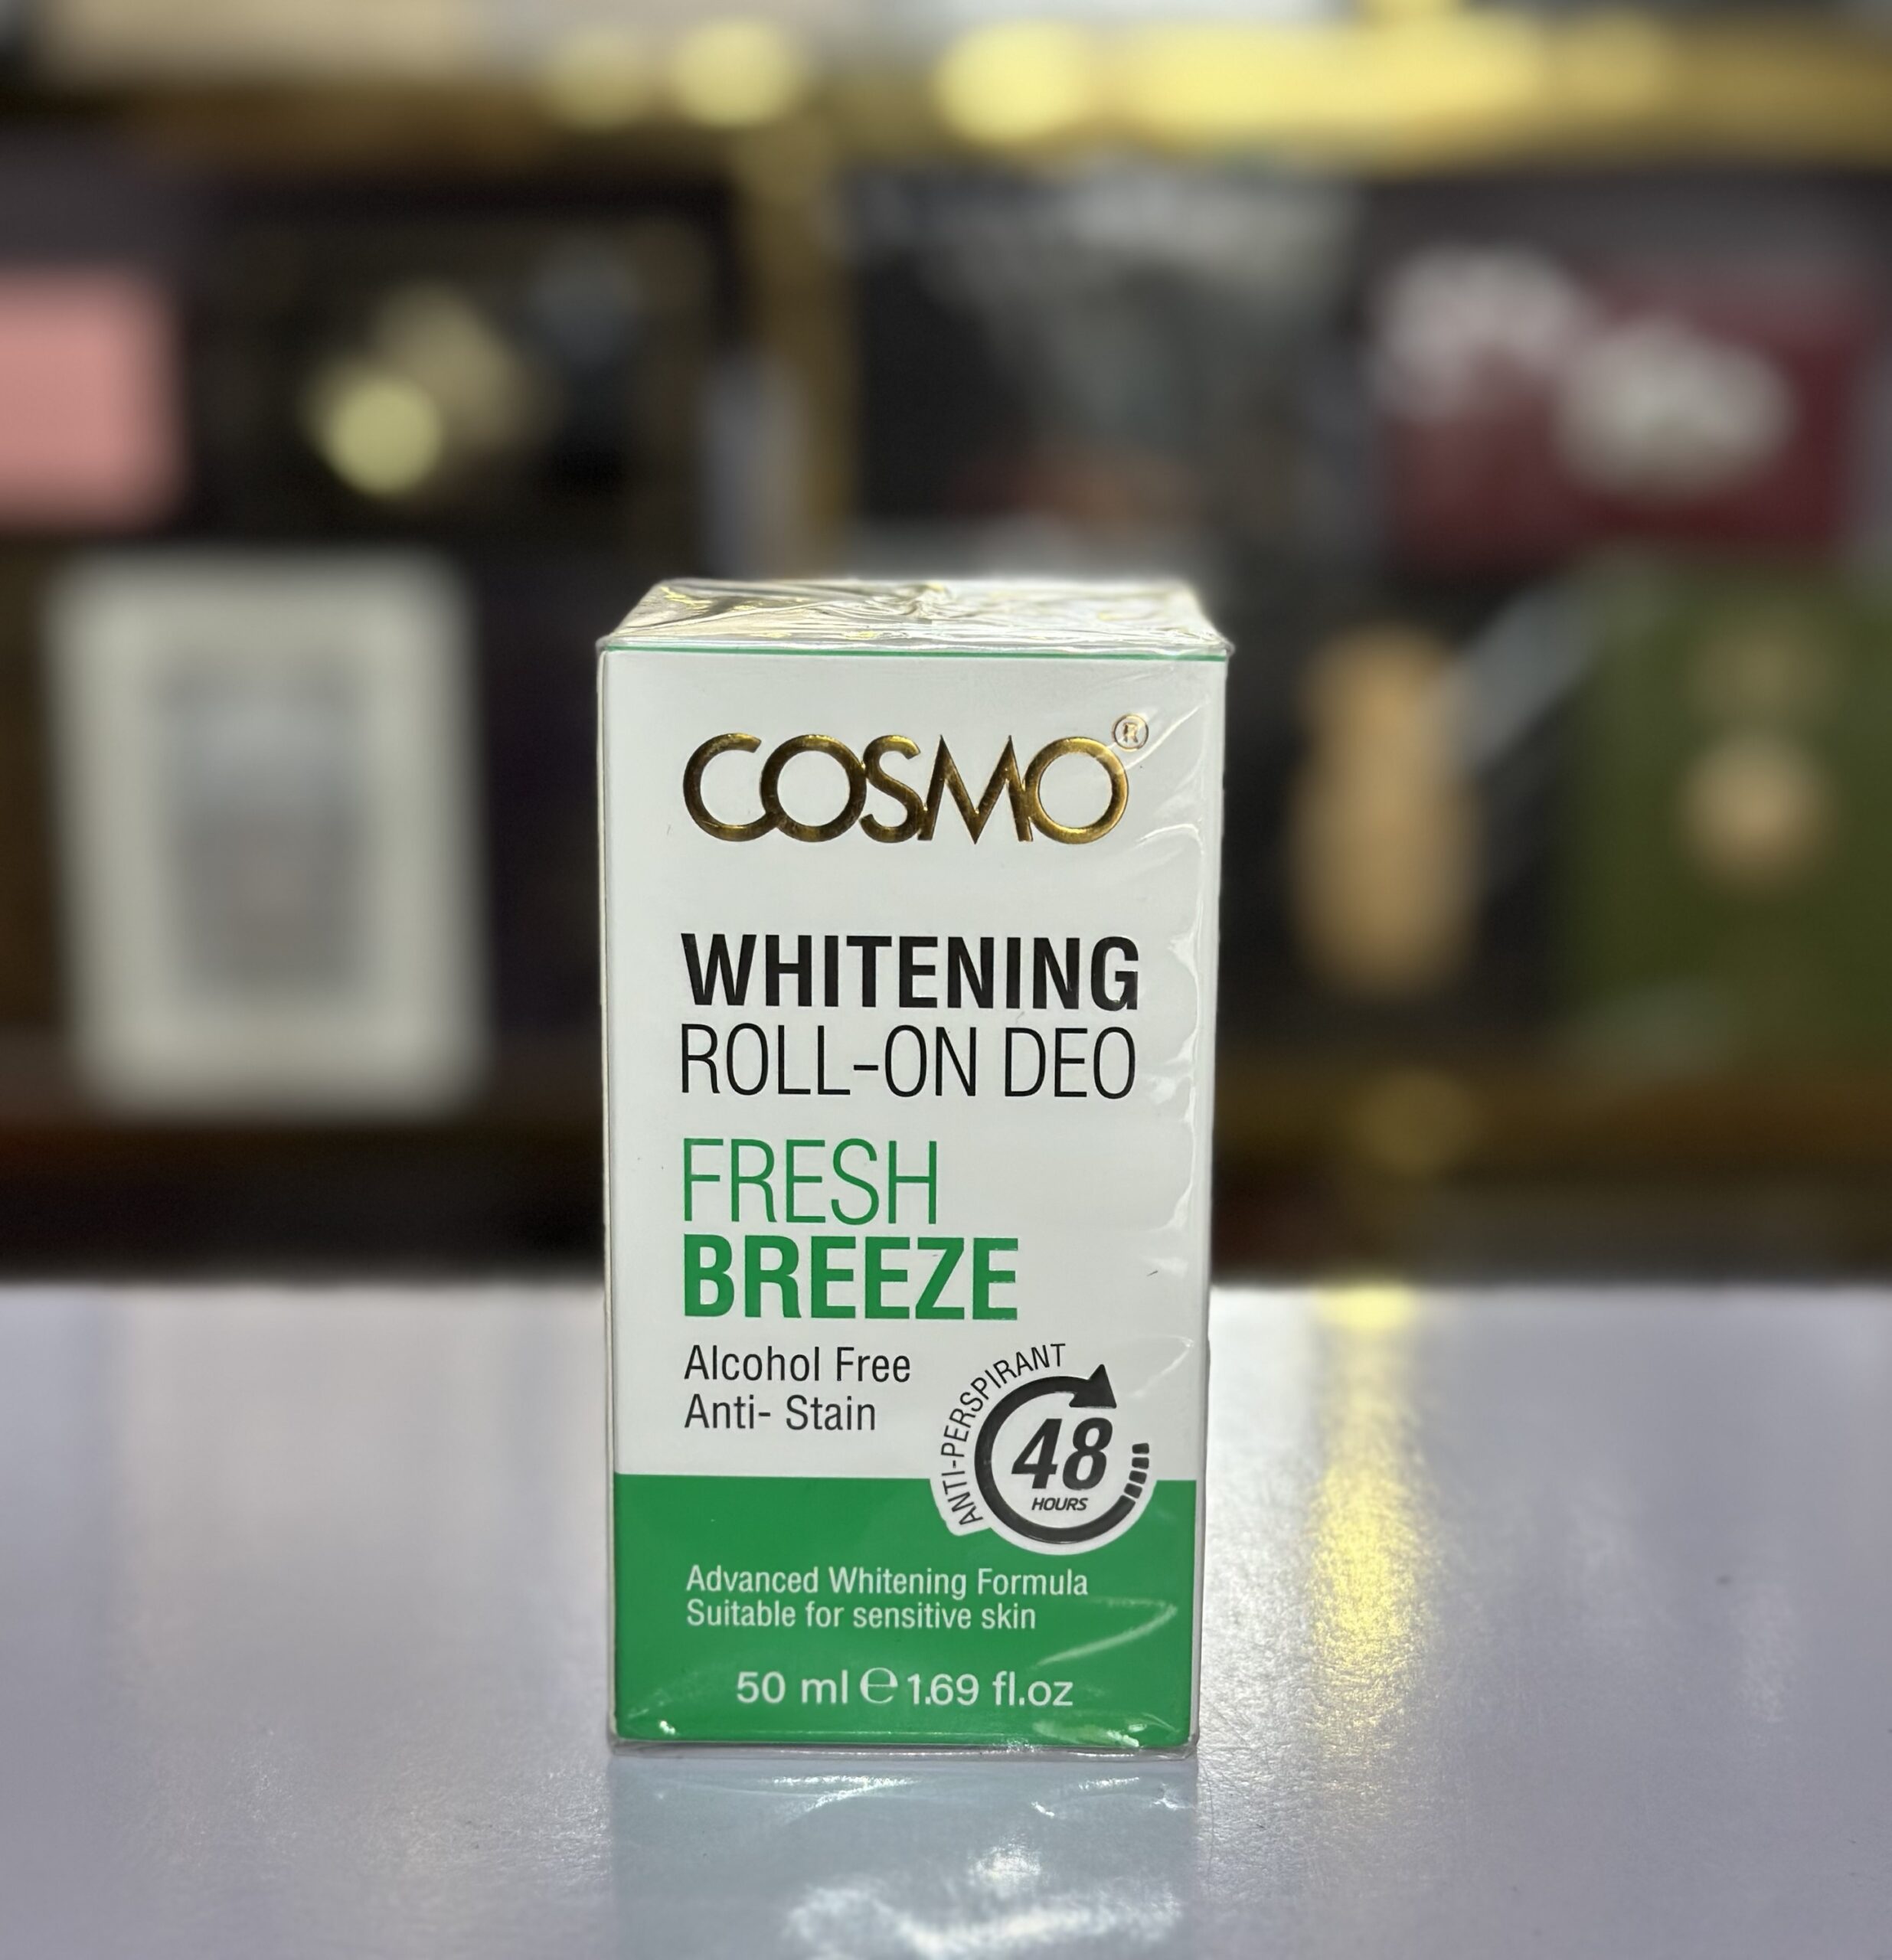 COSMO®
WHITENING
ROLL-ON DEO
FRESH
BREEZE
Alcohol Free
Anti- Stain
ANTI-PERSPIRANT
48
HOURS
Advanced Whitening Formula
Suitable for sensitive skin
50 ml ℮ 1.69 fl.oz